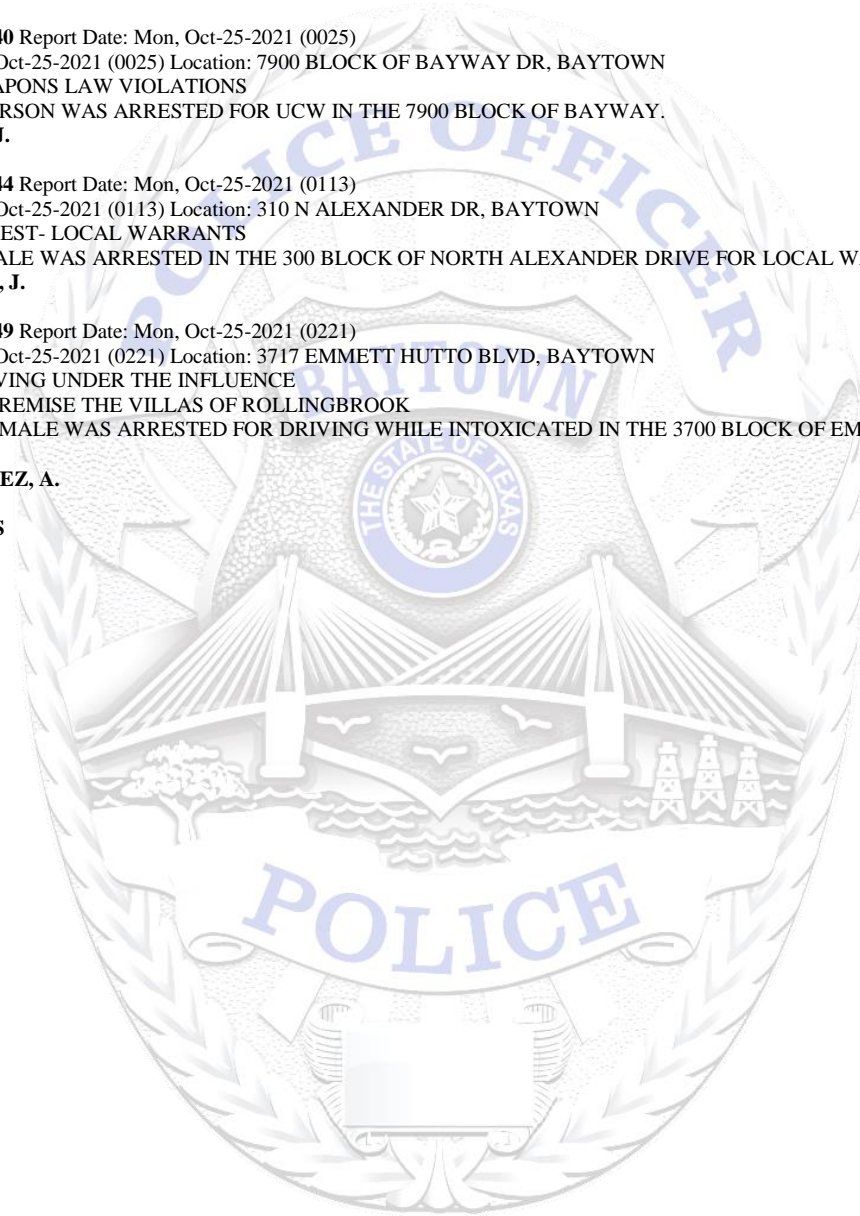 40 Report Date: Mon, Oct-25-2021 (0025)
Oct-25-2021 (0025) Location: 7900 BLOCK OF BAYWAY DR, BAYTOWN
APONS LAW VIOLATIONS
RSON WAS ARRESTED FOR UCW IN THE 7900 BLOCK OF BAYWAY.
J.
44 Report Date: Mon, Oct-25-2021 (0113)
Oct-25-2021 (0113) Location: 310 N ALEXANDER DR, BAYTOWN
EST- LOCAL WARRANTS
ALE WAS ARRESTED IN THE 300 BLOCK OF NORTH ALEXANDER DRIVE FOR LOCAL W
, J.
49 Report Date: Mon, Oct-25-2021 (0221)
Oct-25-2021 (0221) Location: 3717 EMMETT HUTTO BLVD, BAYTOWN
VING UNDER THE INFLUENCE
REMISE THE VILLAS OF ROLLINGBROOK
MALE WAS ARRESTED FOR DRIVING WHILE INTOXICATED IN THE 3700 BLOCK OF EM
EZ, A.
S
POLICE OFFICER
BAYTOWN
THE STATE OF TEXAS
POLICE